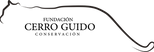 FUNDACIÓN
CERRO GUIDO
CONSERVACIÓN